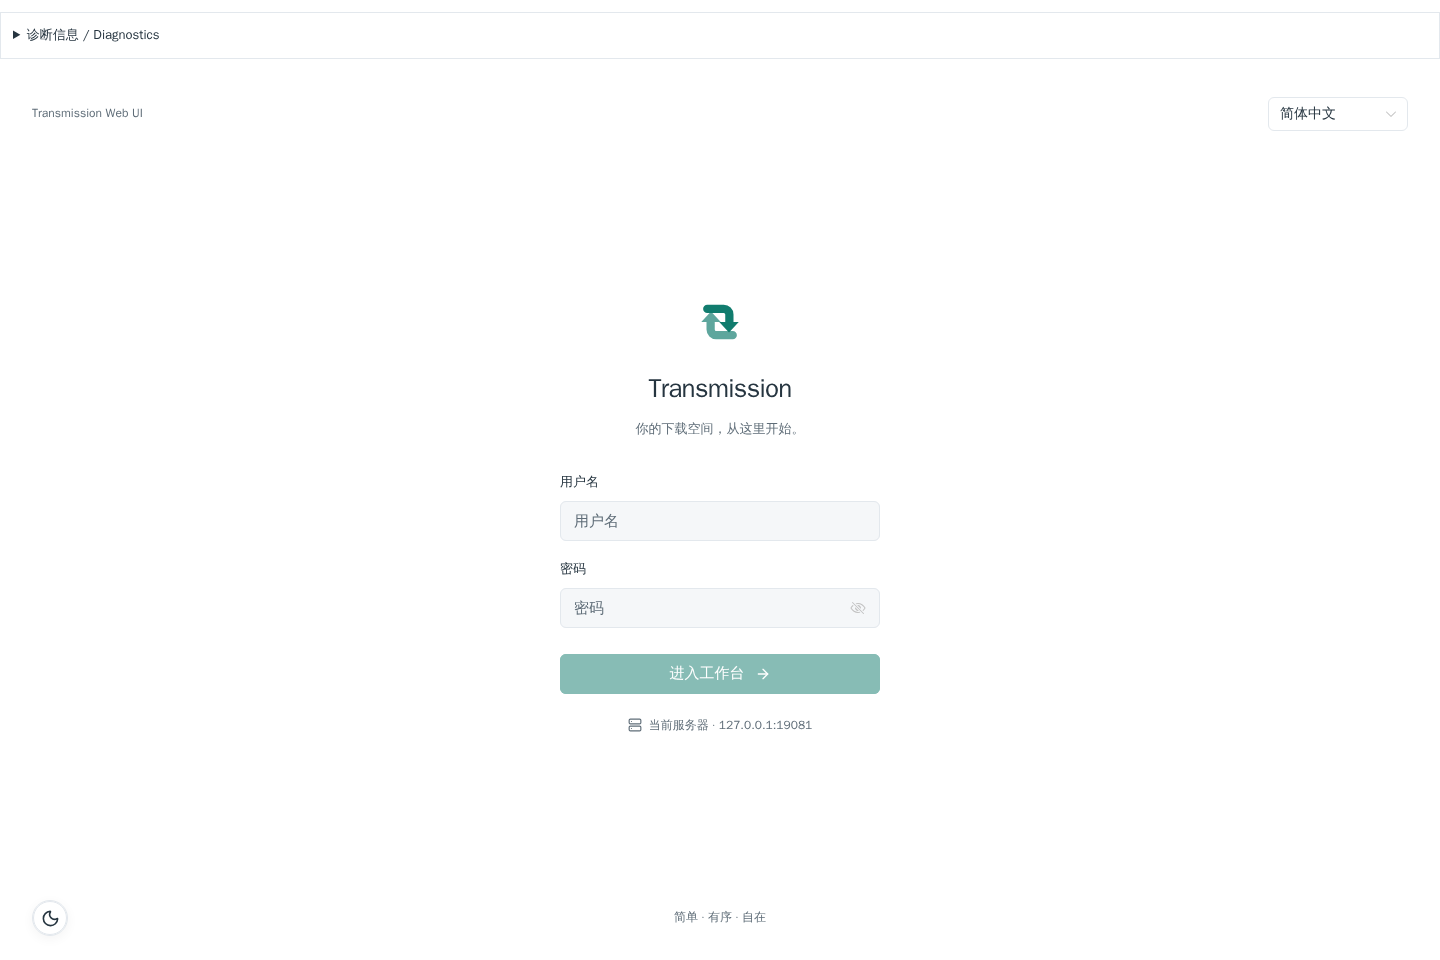 诊断信息 / Diagnostics
Transmission Web UI
简体中文
Transmission
你的下载空间，从这里开始。
用户名
用户名
密码
密码
进入工作台
当前服务器 · 127.0.0.1:19081
简单 · 有序 · 自在